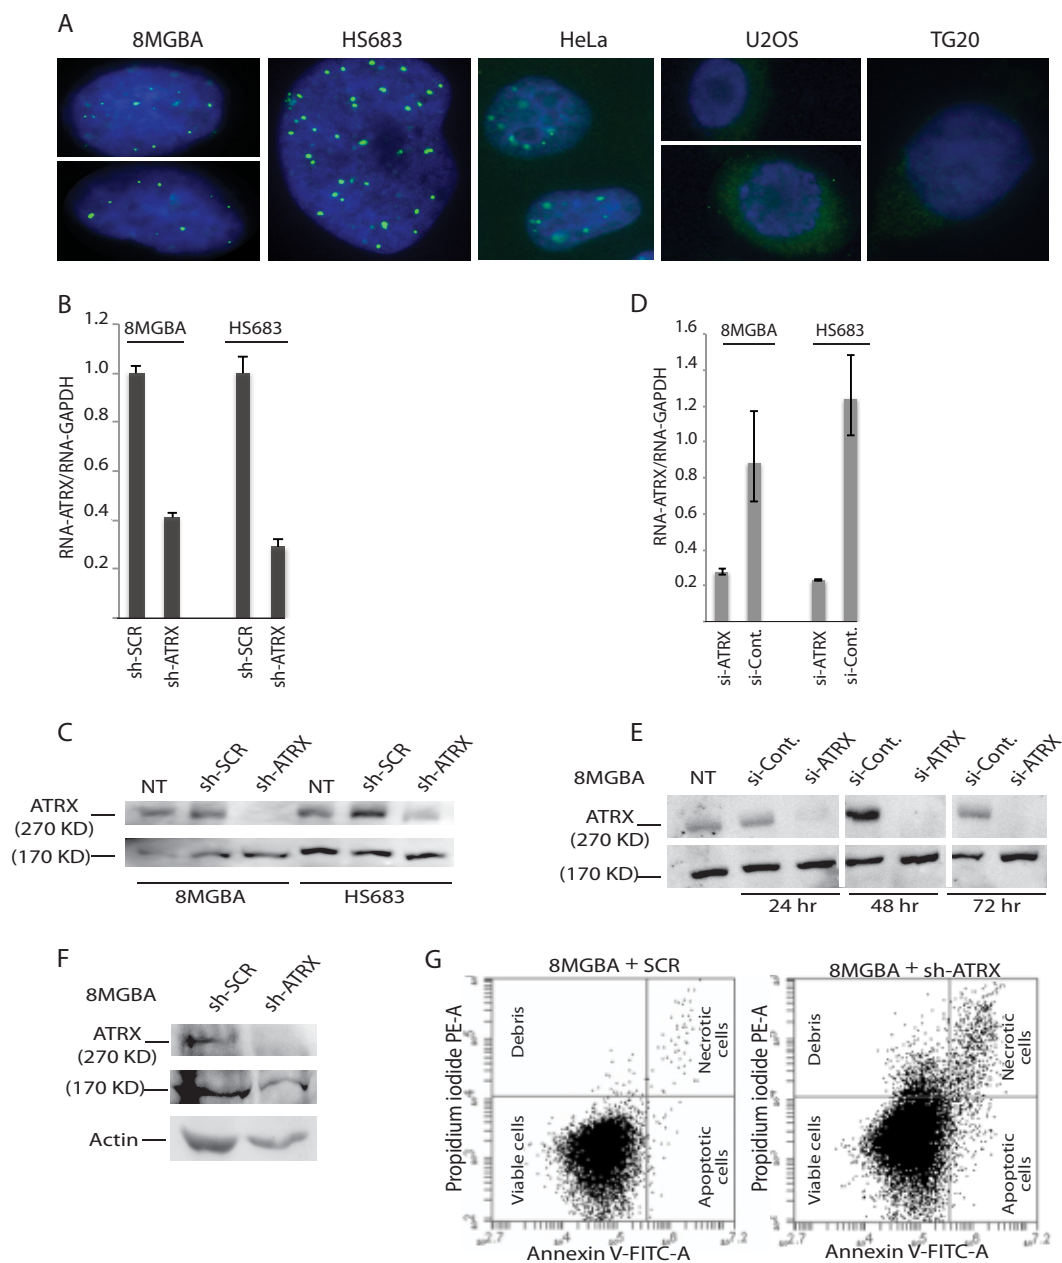 A
8MGBA HS683 HeLa U2OS TG20
B
RNA-ATRX/RNA-GAPDH
1.2
1.0
0.8
0.6
0.4
0.2
8MGBA HS683
sh-SCR sh-ATRX sh-SCR sh-ATRX
D
RNA-ATRX/RNA-GAPDH
1.6
1.4
1.2
1.0
0.8
0.6
0.4
0.2
8MGBA HS683
si-ATRX si-Cont. si-ATRX si-Cont.
C
NT sh-SCR sh-ATRX NT sh-SCR sh-ATRX
ATRX
(270 KD)
(170 KD)
8MGBA HS683
E
8MGBA NT si-Cont. si-ATRX si-Cont. si-ATRX si-Cont. si-ATRX
ATRX
(270 KD)
(170 KD)
24 hr 48 hr 72 hr
F
8MGBA sh-SCR sh-ATRX
ATRX
(270 KD)
(170 KD)
Actin
G
8MGBA + SCR
Propidium iodide PE-A
Debris
Necrotic
cells
Viable cells
Apoptotic
cells
Annexin V-FITC-A
8MGBA + sh-ATRX
Propidium iodide PE-A
Debris
Necrotic
cells
Viable cells
Apoptotic
cells
Annexin V-FITC-A